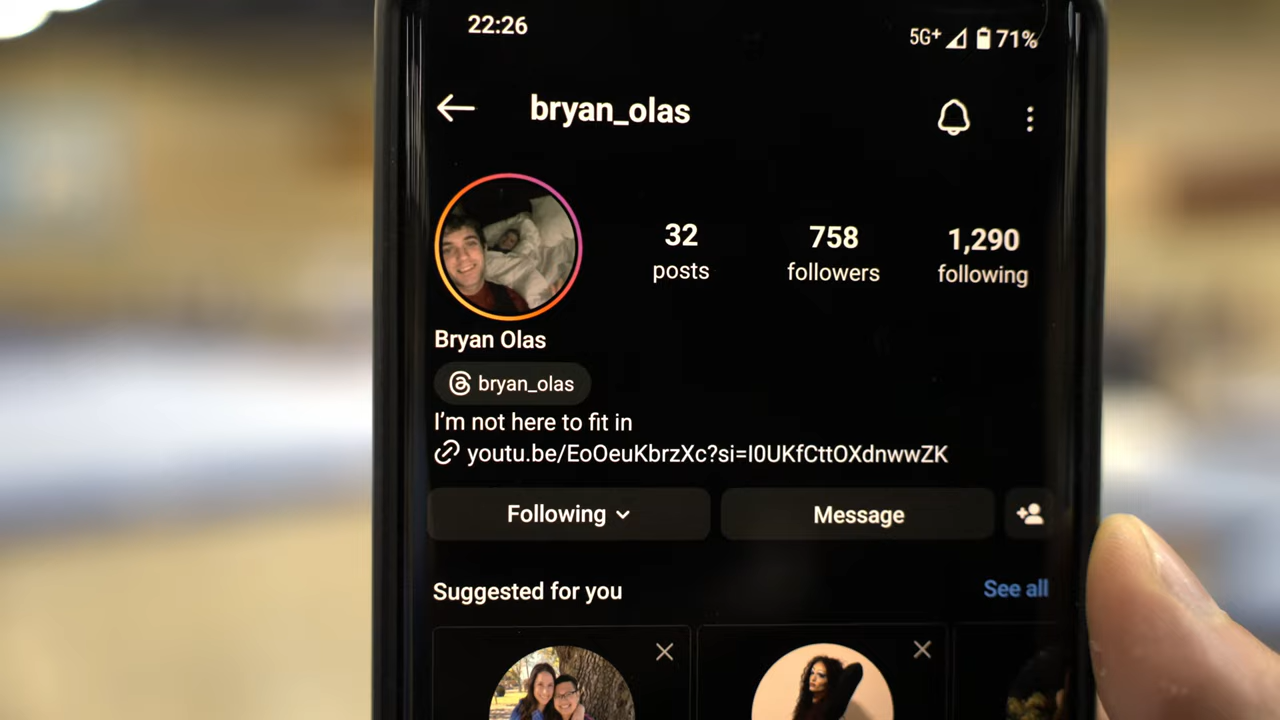 22:26
5G+ 71%
bryan_olas
32 758 1,290
posts followers following
Bryan Olas
bryan_olas
I'm not here to fit in
youtu.be/EoOeuKbrzXc?si=I0UKfCttOXdnwwZK
Following Message
Suggested for you See all